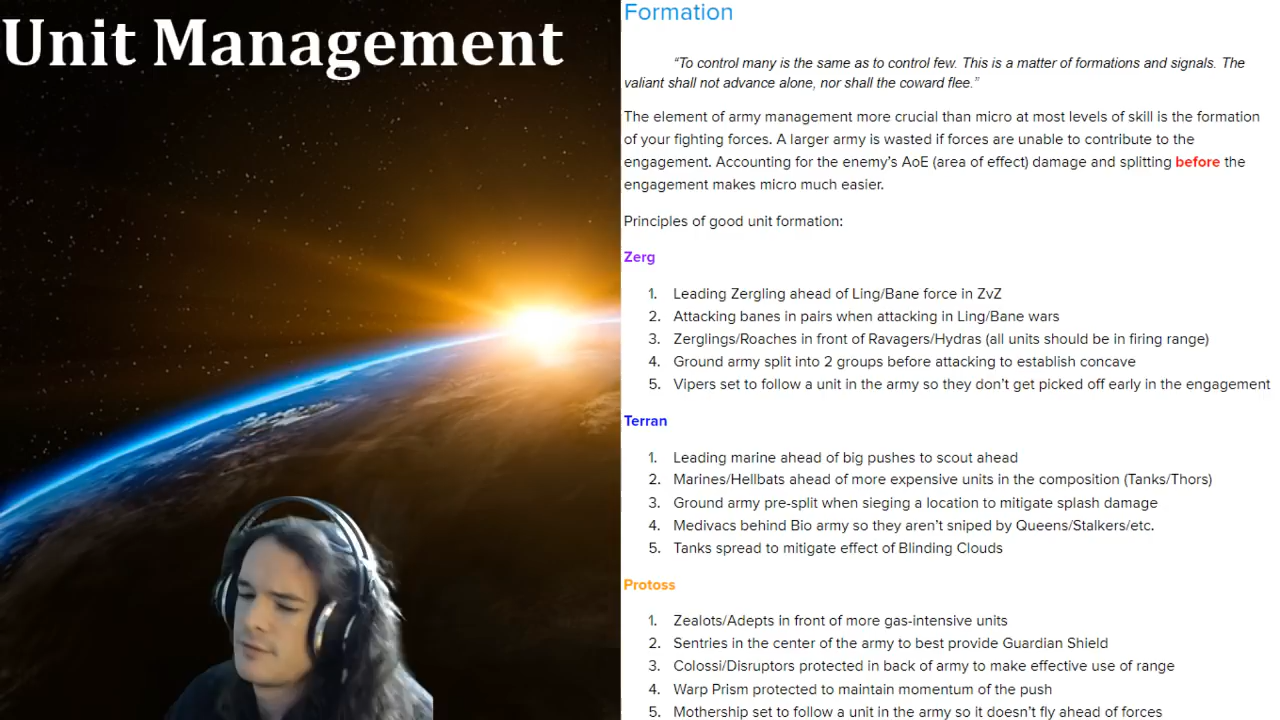 Unit Management
Formation
“To control many is the same as to control few. This is a matter of formations and signals. The
valiant shall not advance alone, nor shall the coward flee.”
The element of army management more crucial than micro at most levels of skill is the formation
of your fighting forces. A larger army is wasted if forces are unable to contribute to the
engagement. Accounting for the enemy’s AoE (area of effect) damage and splitting before the
engagement makes micro much easier.
Principles of good unit formation:
Zerg
1. Leading Zergling ahead of Ling/Bane force in ZvZ
2. Attacking banes in pairs when attacking in Ling/Bane wars
3. Zerglings/Roaches in front of Ravagers/Hydras (all units should be in firing range)
4. Ground army split into 2 groups before attacking to establish concave
5. Vipers set to follow a unit in the army so they don’t get picked off early in the engagement
Terran
1. Leading marine ahead of big pushes to scout ahead
2. Marines/Hellbats ahead of more expensive units in the composition (Tanks/Thors)
3. Ground army pre-split when sieging a location to mitigate splash damage
4. Medivacs behind Bio army so they aren’t sniped by Queens/Stalkers/etc.
5. Tanks spread to mitigate effect of Blinding Clouds
Protoss
1. Zealots/Adepts in front of more gas-intensive units
2. Sentries in the center of the army to best provide Guardian Shield
3. Colossi/Disruptors protected in back of army to make effective use of range
4. Warp Prism protected to maintain momentum of the push
5. Mothership set to follow a unit in the army so it doesn’t fly ahead of forces